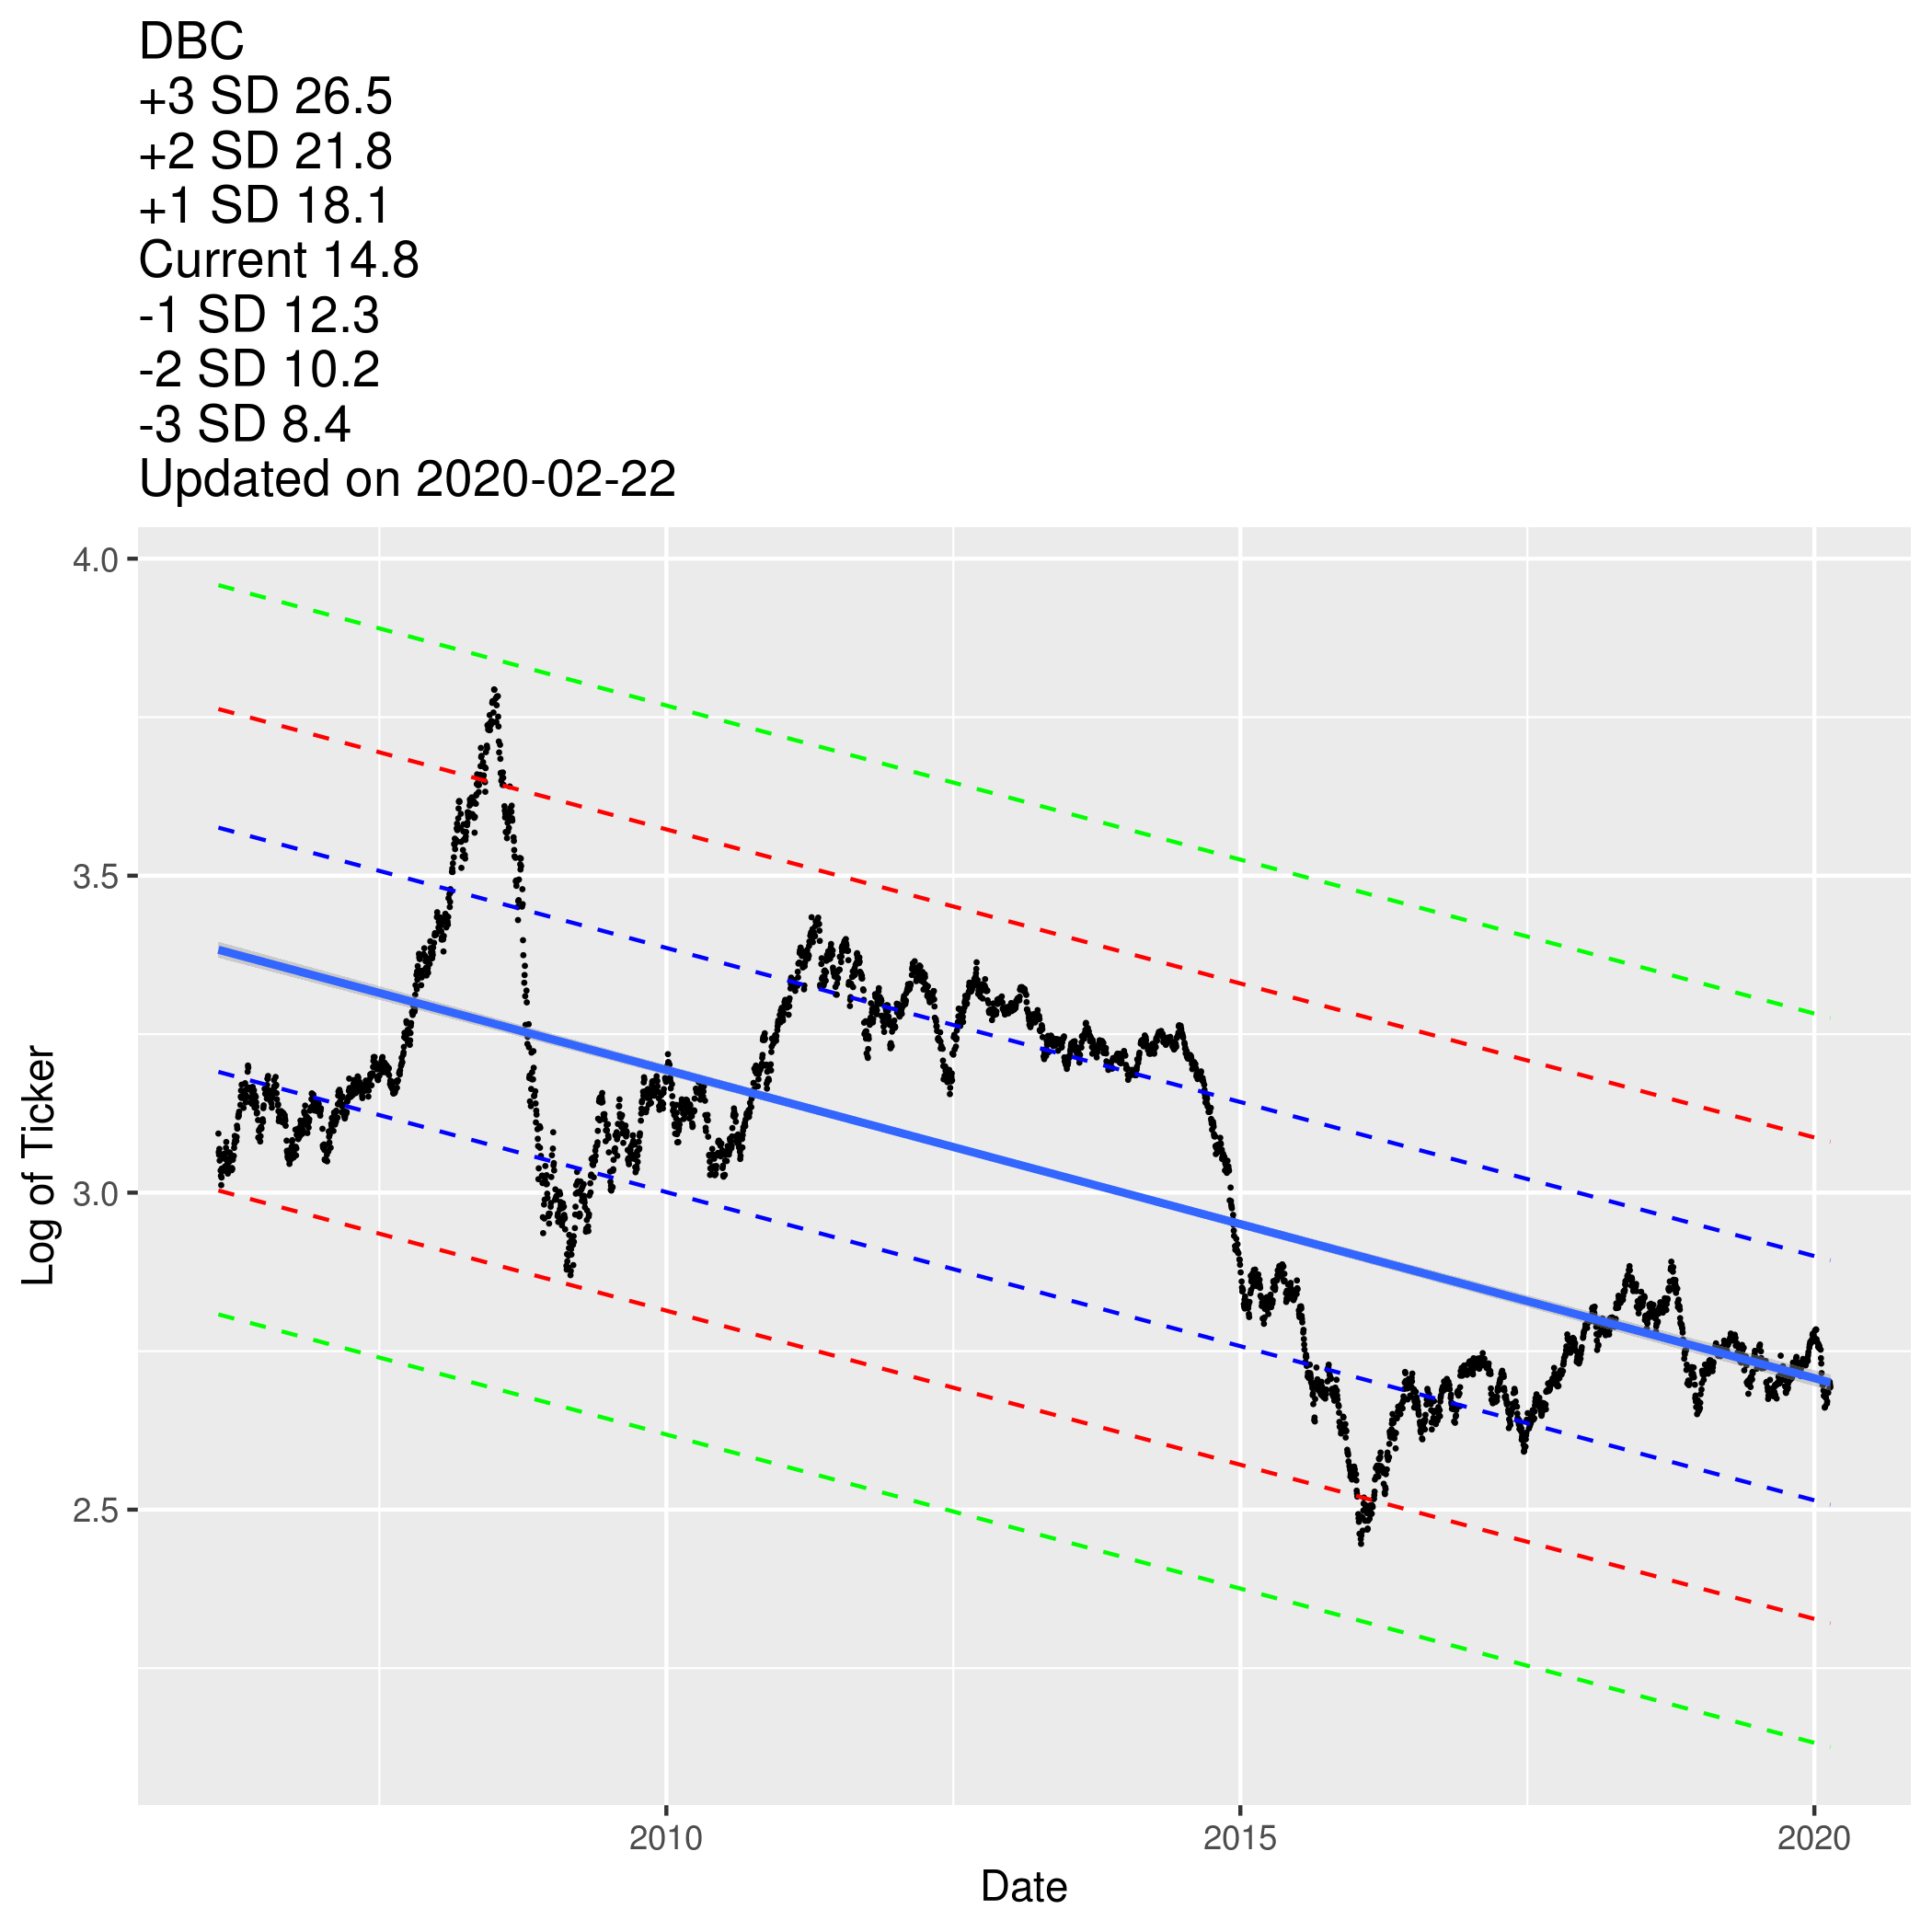 DBC
+3 SD 26.5
+2 SD 21.8
+1 SD 18.1
Current 14.8
-1 SD 12.3
-2 SD 10.2
-3 SD 8.4
Updated on 2020-02-22
4.0
3.5
3.0
2.5
Log of Ticker
2010
2015
2020
Date